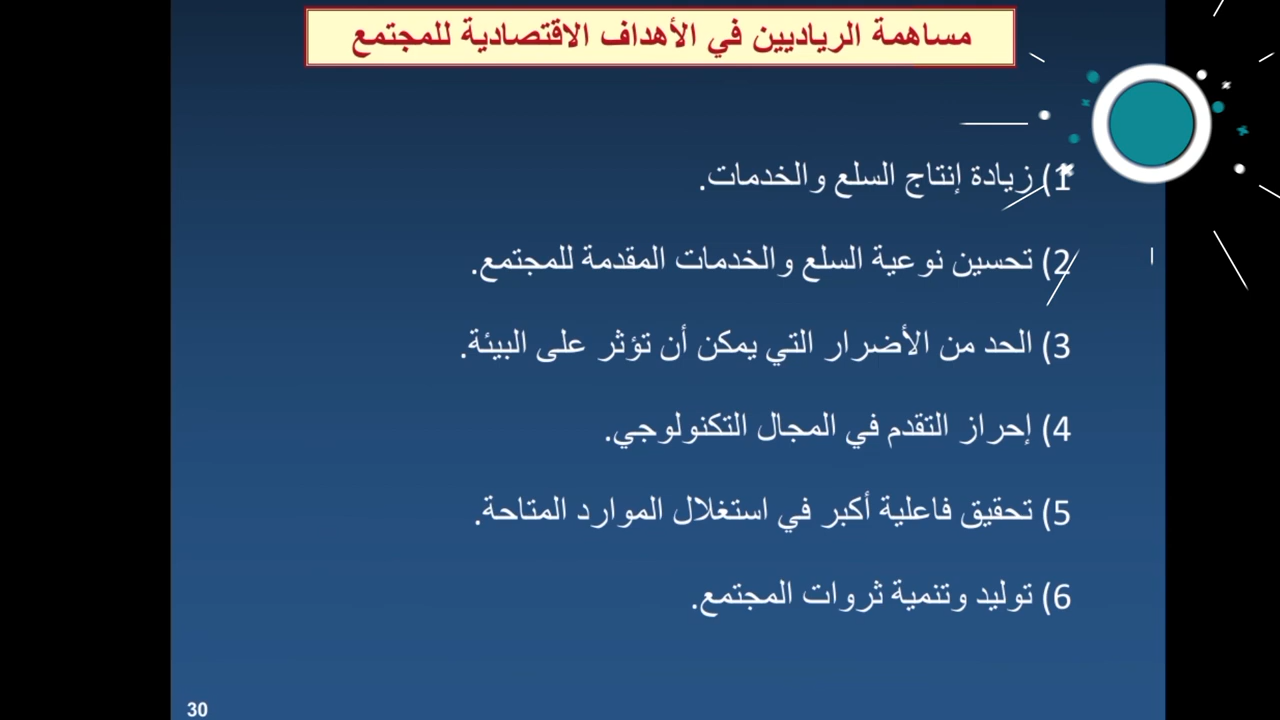 مساهمة الرياديين في الأهداف الاقتصادية للمجتمع
1) زيادة إنتاج السلع والخدمات.
2) تحسين نوعية السلع والخدمات المقدمة للمجتمع.
3) الحد من الأضرار التي يمكن أن تؤثر على البيئة.
4) إحراز التقدم في المجال التكنولوجي.
5) تحقيق فاعلية أكبر في استغلال الموارد المتاحة.
6) توليد وتنمية ثروات المجتمع.
30